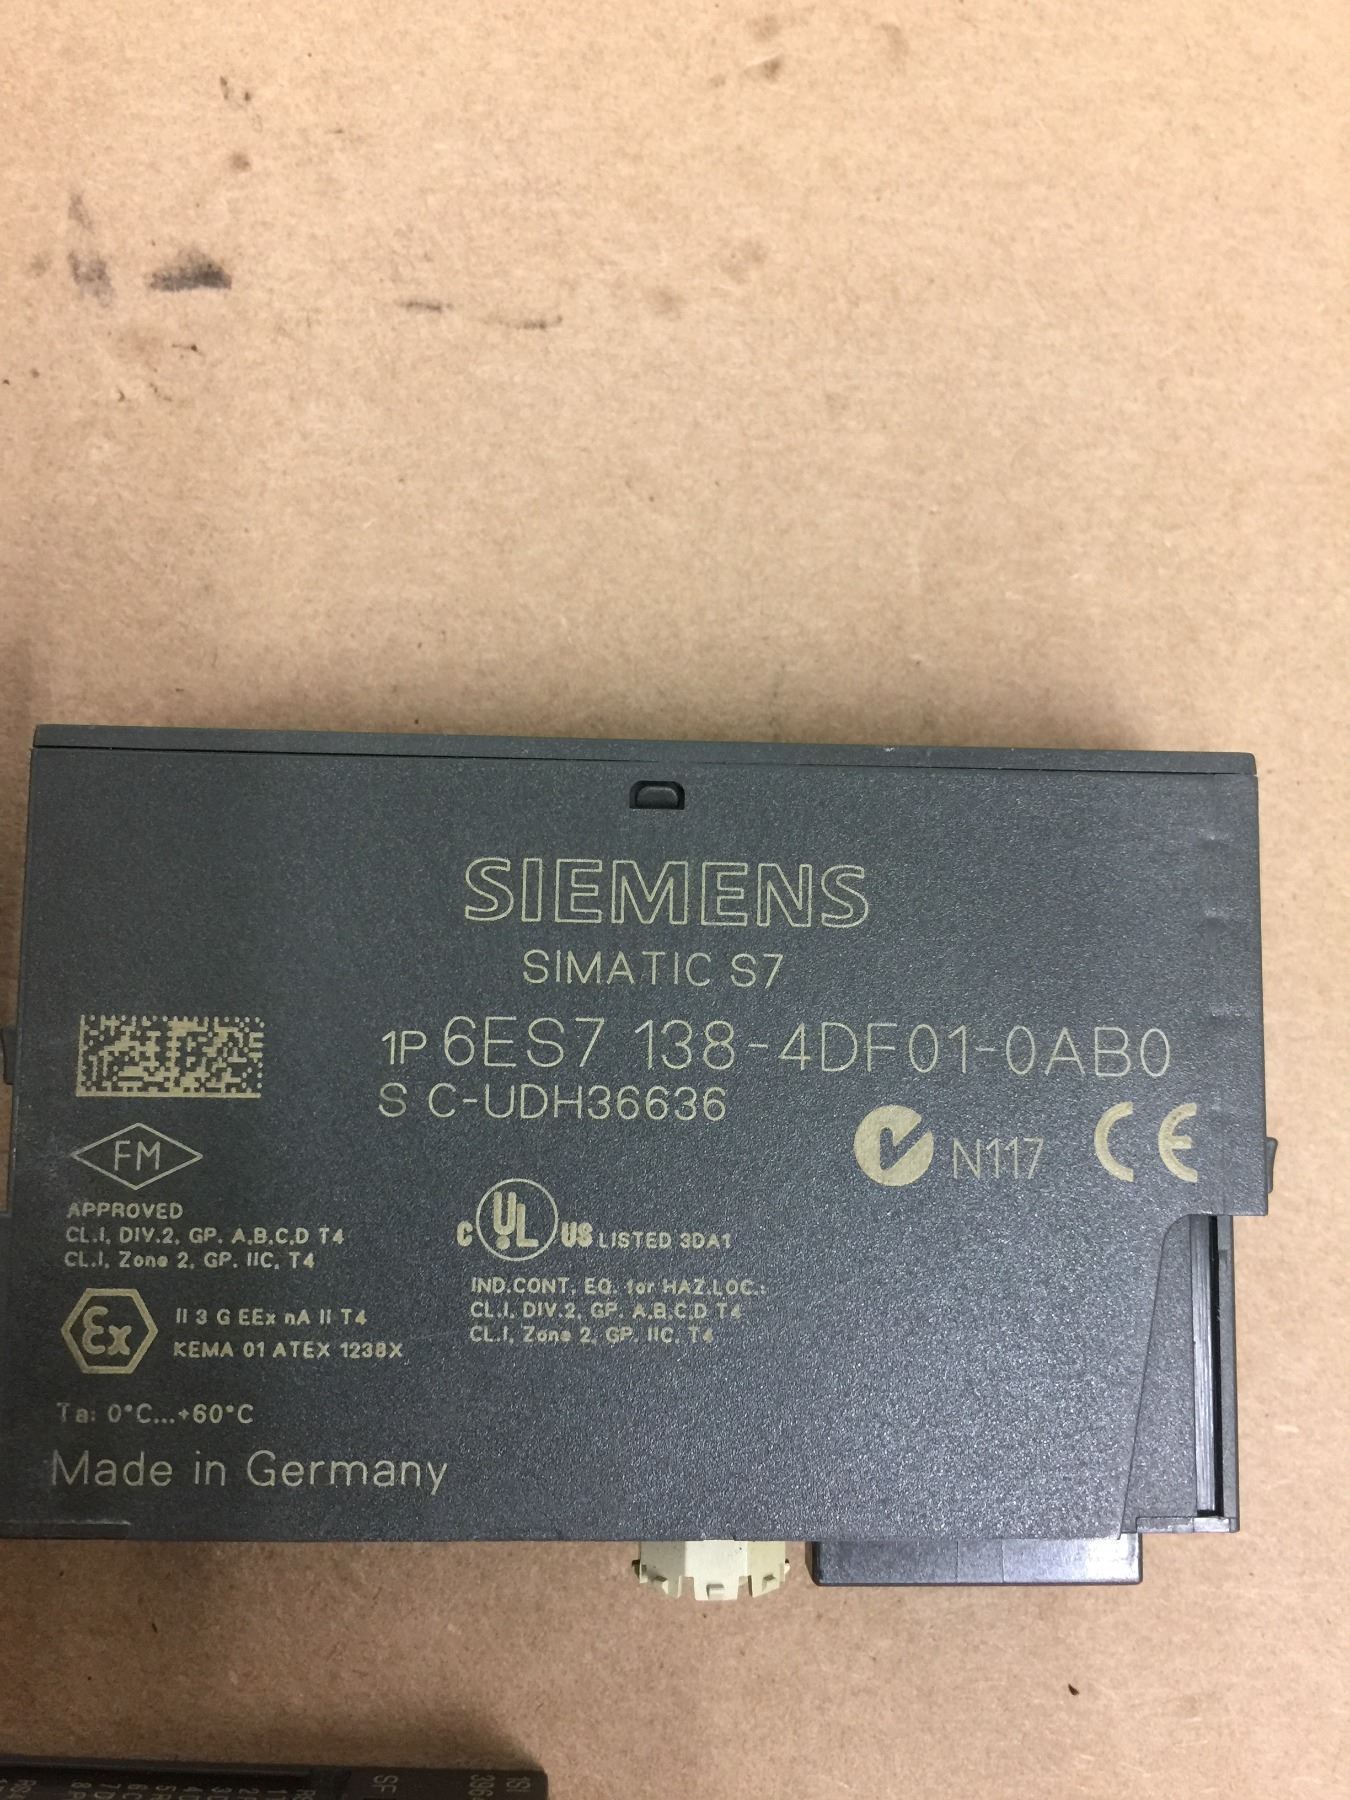 SIEMENS
SIMATIC S7
1P 6ES7 138-4DF01-0AB0
S C-UDH36636
FM
N117 CE
APPROVED
CL.I, DIV.2, GP. A,B,C,D T4
CL.I, Zone 2, GP. IIC, T4
C UL US LISTED 3DA1
IND.CONT. EQ. for HAZ.LOC.:
CL.I, DIV.2, GP. A,B,C,D T4
CL.I, Zone 2, GP. IIC, T4
Ex II 3 G EEx nA II T4
KEMA 01 ATEX 1238X
Ta: 0°C...+60°C
Made in Germany
SF